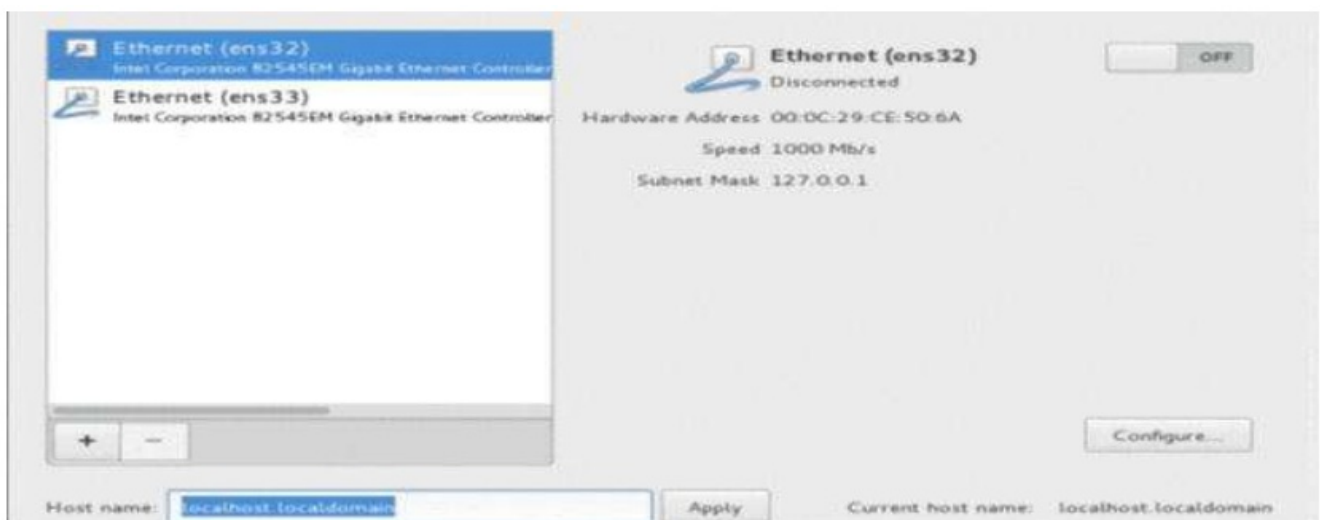 Ethernet (ens32)
Intel Corporation 82545EM Gigabit Ethernet Controller
Ethernet (ens33)
Intel Corporation 82545EM Gigabit Ethernet Controller
Ethernet (ens32)
Disconnected
OFF
Hardware Address 00:0C:29:CE:50:6A
Speed 1000 Mb/s
Subnet Mask 127.0.0.1
+ −
Configure...
Host name: localhost.localdomain Apply Current host name: localhost.localdomain